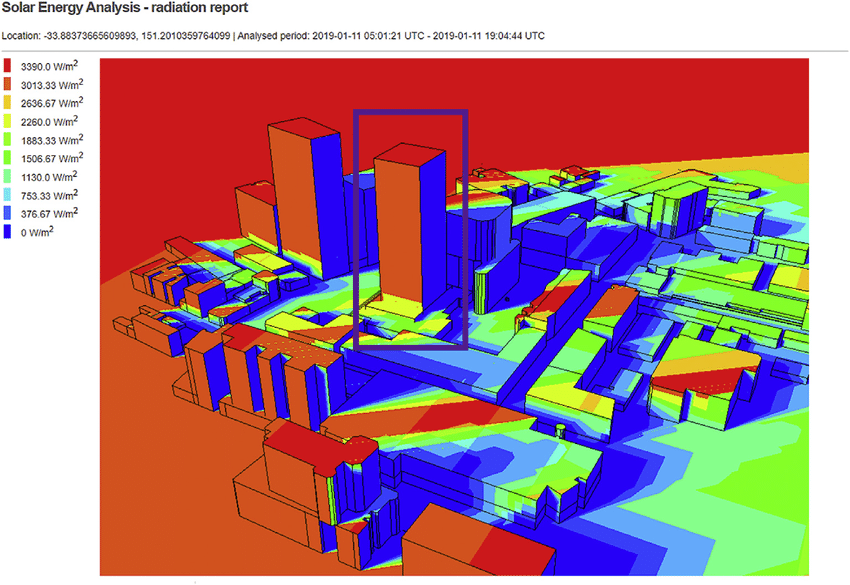 Solar Energy Analysis - radiation report
Location: -33.88373665609893, 151.2010359764099 | Analysed period: 2019-01-11 05:01:21 UTC - 2019-01-11 19:04:44 UTC
3390.0 W/m²
3013.33 W/m²
2636.67 W/m²
2260.0 W/m²
1883.33 W/m²
1506.67 W/m²
1130.0 W/m²
753.33 W/m²
376.67 W/m²
0 W/m²